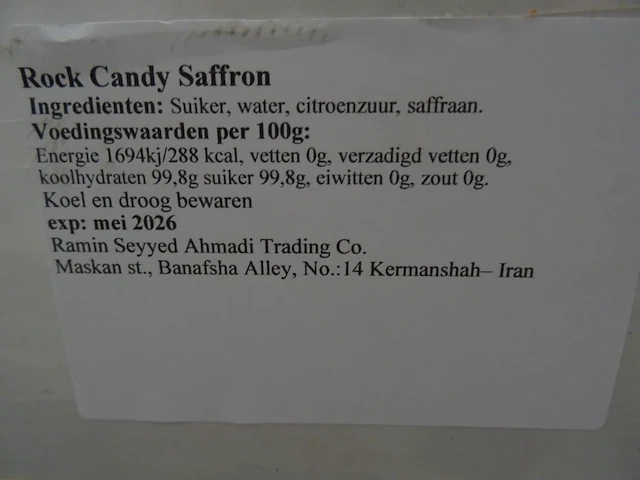 Rock Candy Saffron
Ingredienten: Suiker, water, citroenzuur, saffraan.
Voedingswaarden per 100g:
Energie 1694kj/288 kcal, vetten 0g, verzadigd vetten 0g,
koolhydraten 99,8g suiker 99,8g, eiwitten 0g, zout 0g.
Koel en droog bewaren
exp: mei 2026
Ramin Seyyed Ahmadi Trading Co.
Maskan st., Banafsha Alley, No.:14 Kermanshah– Iran